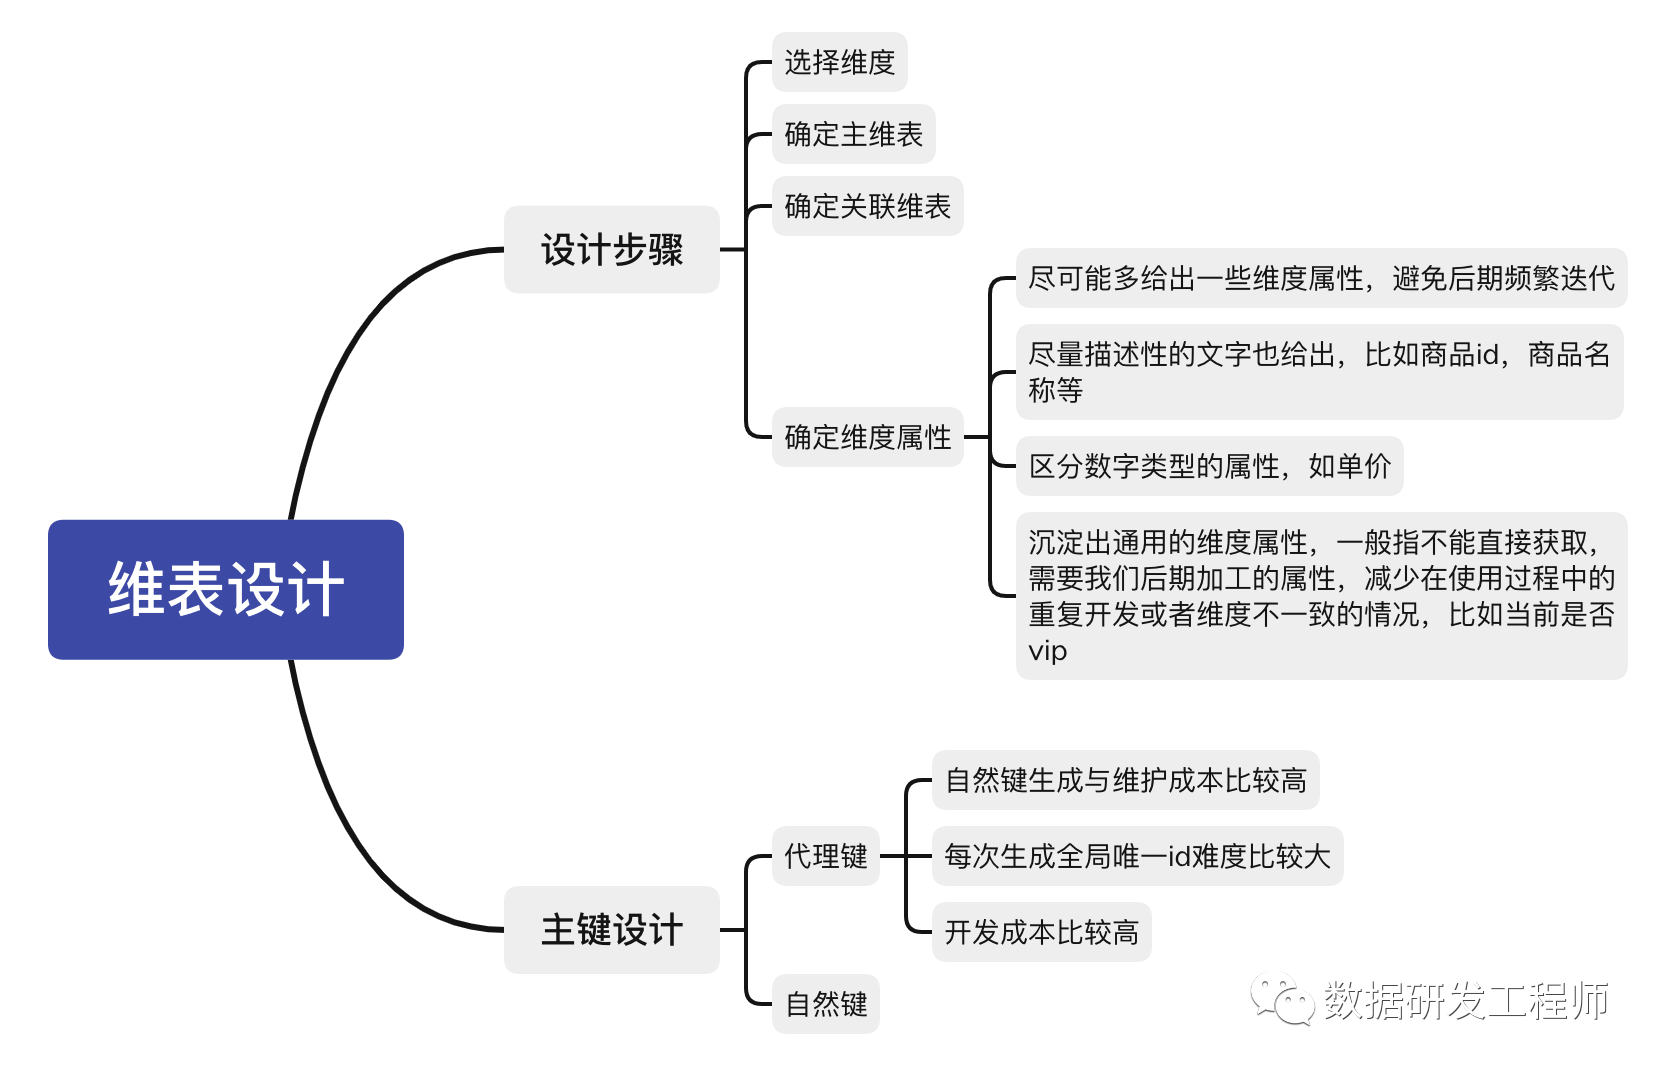 维表设计
设计步骤
选择维度
确定主维表
确定关联维表
确定维度属性
尽可能多给出一些维度属性，避免后期频繁迭代
尽量描述性的文字也给出，比如商品id，商品名
称等
区分数字类型的属性，如单价
沉淀出通用的维度属性，一般指不能直接获取，
需要我们后期加工的属性，减少在使用过程中的
重复开发或者维度不一致的情况，比如当前是否
vip
主键设计
代理键
自然键生成与维护成本比较高
每次生成全局唯一id难度比较大
开发成本比较高
自然键
数据研发工程师